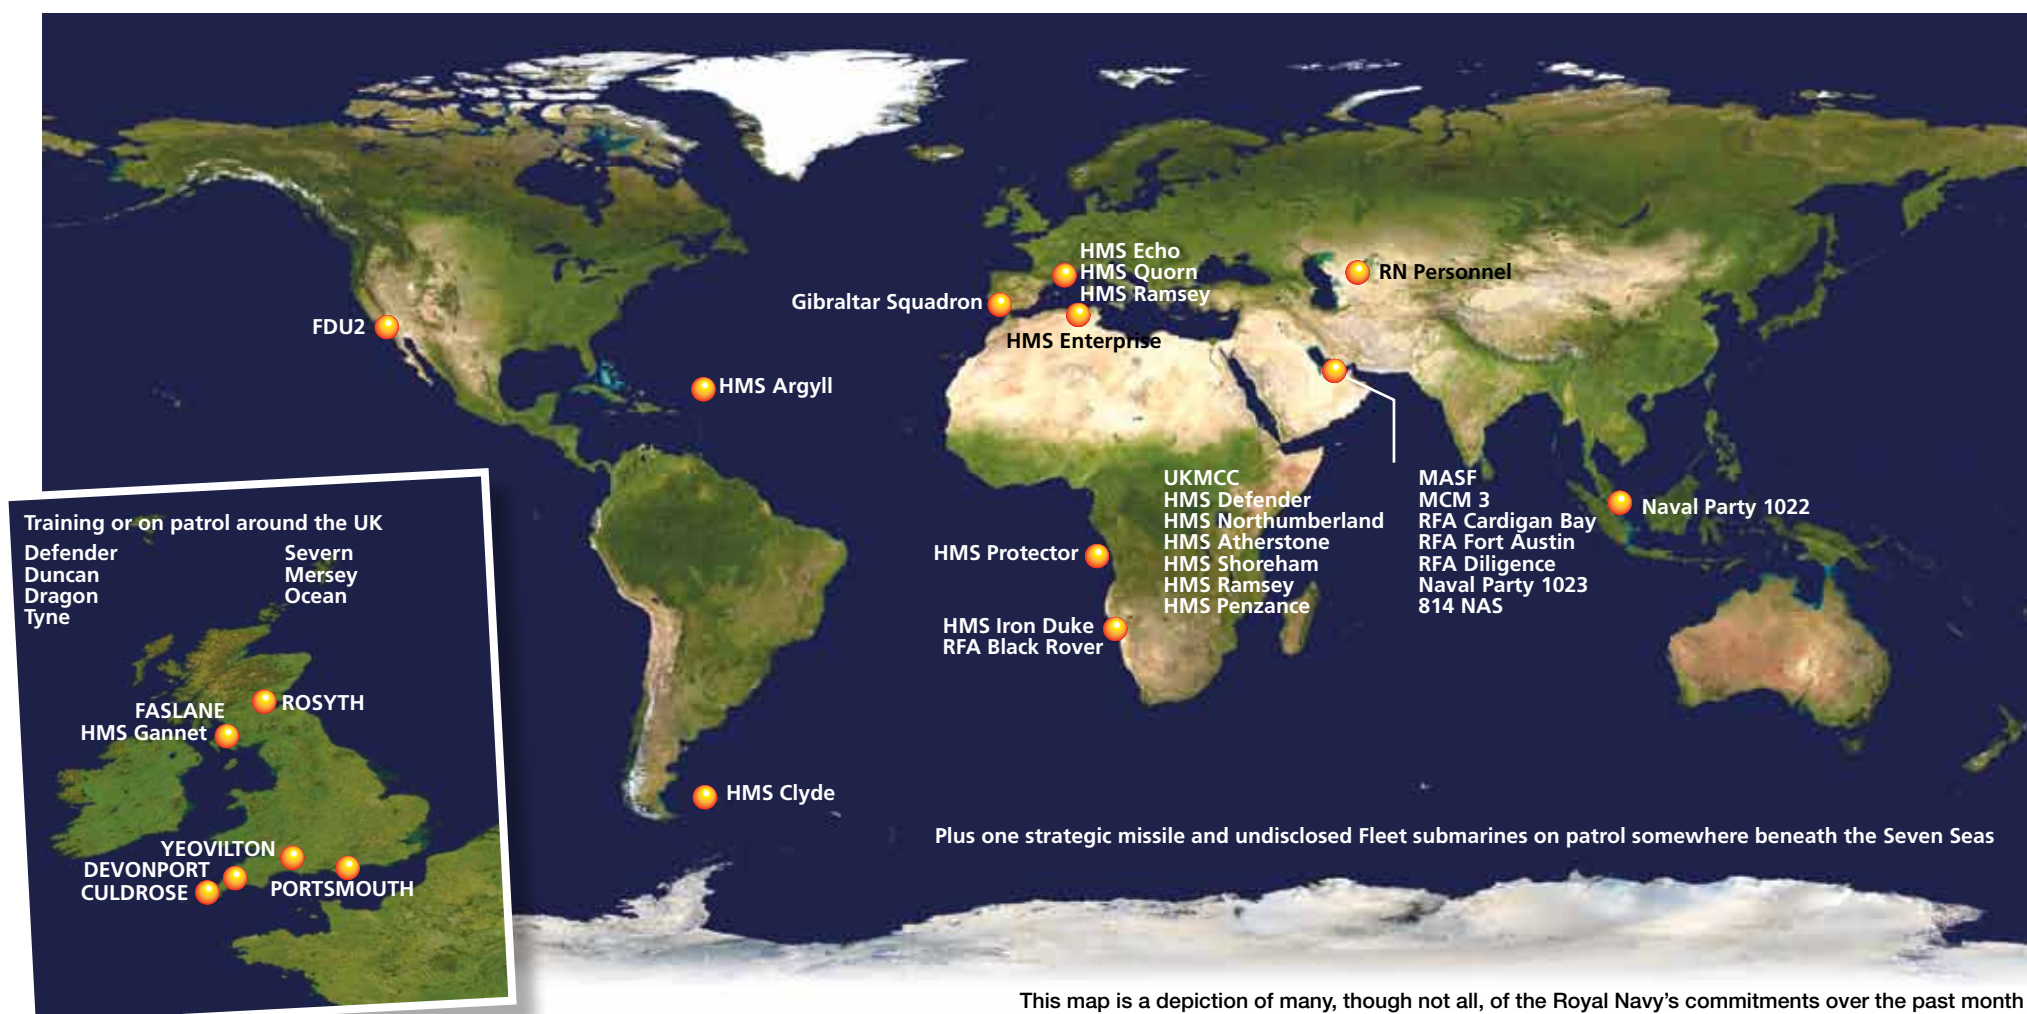 HMS Echo
HMS Quorn
HMS Ramsey
RN Personnel
Gibraltar Squadron
FDU2
HMS Enterprise
HMS Argyll
UKMCC
HMS Defender
HMS Northumberland
HMS Atherstone
HMS Shoreham
HMS Ramsey
HMS Penzance
MASF
MCM 3
RFA Cardigan Bay
RFA Fort Austin
RFA Diligence
Naval Party 1023
814 NAS
Naval Party 1022
HMS Protector
HMS Iron Duke
RFA Black Rover
HMS Clyde
Training or on patrol around the UK
Defender
Duncan
Dragon
Tyne
Severn
Mersey
Ocean
ROSYTH
FASLANE
HMS Gannet
YEOVILTON
DEVONPORT
CULDROSE
PORTSMOUTH
Plus one strategic missile and undisclosed Fleet submarines on patrol somewhere beneath the Seven Seas
This map is a depiction of many, though not all, of the Royal Navy’s commitments over the past month